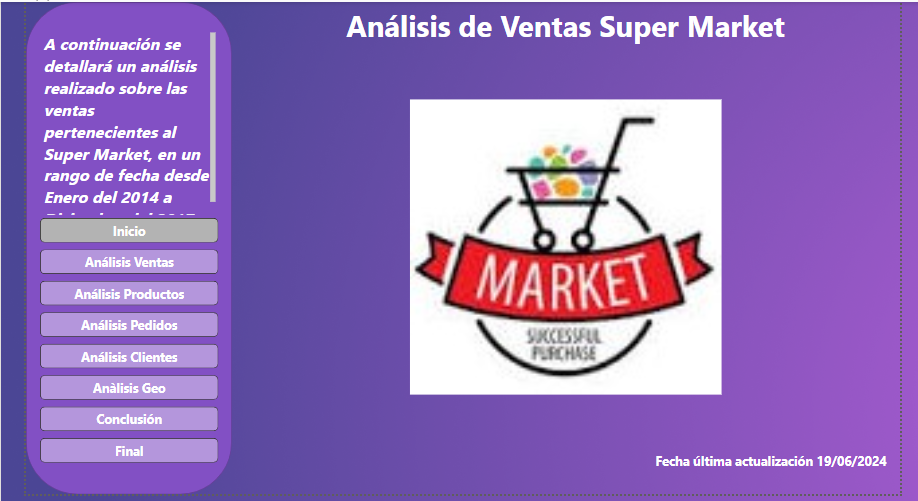 Análisis de Ventas Super Market
A continuación se
detallará un análisis
realizado sobre las
ventas
pertenecientes al
Super Market, en un
rango de fecha desde
Enero del 2014 a
Inicio
Análisis Ventas
Análisis Productos
Análisis Pedidos
Análisis Clientes
Anàlisis Geo
Conclusión
Final
MARKET
SUCCESSFUL
PURCHASE
Fecha última actualización 19/06/2024